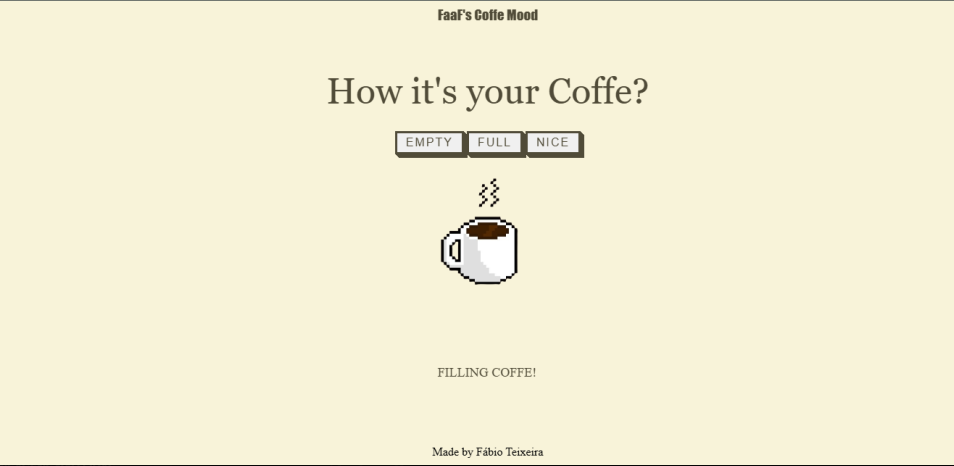 FaaF's Coffe Mood
How it's your Coffe?
EMPTY FULL NICE
FILLING COFFE!
Made by Fábio Teixeira